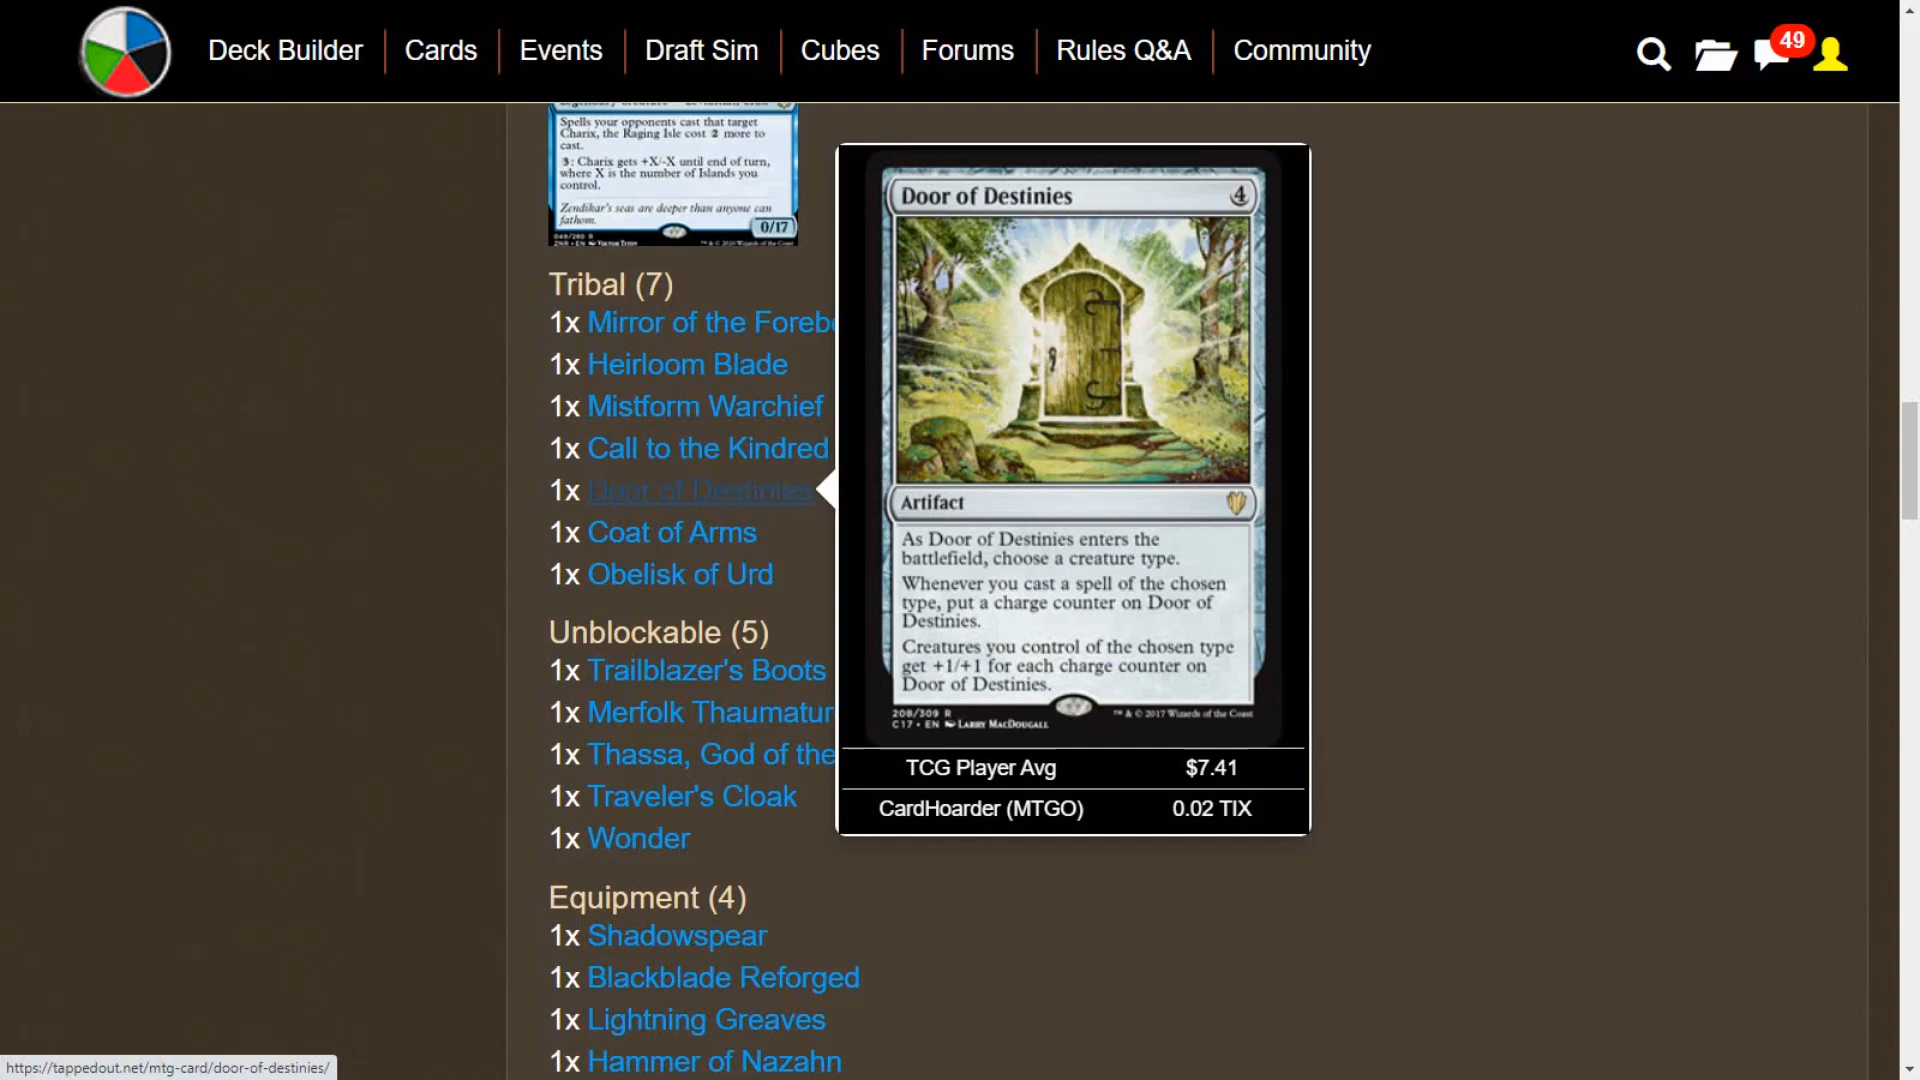 Deck Builder
Cards
Events
Draft Sim
Cubes
Forums
Rules Q&A
Community
49
Spells your opponents cast that target
Charix, the Raging Isle cost 2 more to
cast.
3: Charix gets +X/-X until end of turn,
where X is the number of Islands you
control.
Zendikar's seas are deeper than anyone can
fathom.
0/17
Tribal (7)
1x Mirror of the Foreb
1x Heirloom Blade
1x Mistform Warchief
1x Call to the Kindred
1x Door of Destinies
1x Coat of Arms
1x Obelisk of Urd
Unblockable (5)
1x Trailblazer's Boots
1x Merfolk Thaumatur
1x Thassa, God of the
1x Traveler's Cloak
1x Wonder
Equipment (4)
1x Shadowspear
1x Blackblade Reforged
1x Lightning Greaves
1x Hammer of Nazahn
Door of Destinies 4
Artifact
As Door of Destinies enters the
battlefield, choose a creature type.
Whenever you cast a spell of the chosen
type, put a charge counter on Door of
Destinies.
Creatures you control of the chosen type
get +1/+1 for each charge counter on
Door of Destinies.
208/309 R
C17 • EN Larry MacDougall
™ & © 2017 Wizards of the Coast
TCG Player Avg $7.41
CardHoarder (MTGO) 0.02 TIX
https://tappedout.net/mtg-card/door-of-destinies/